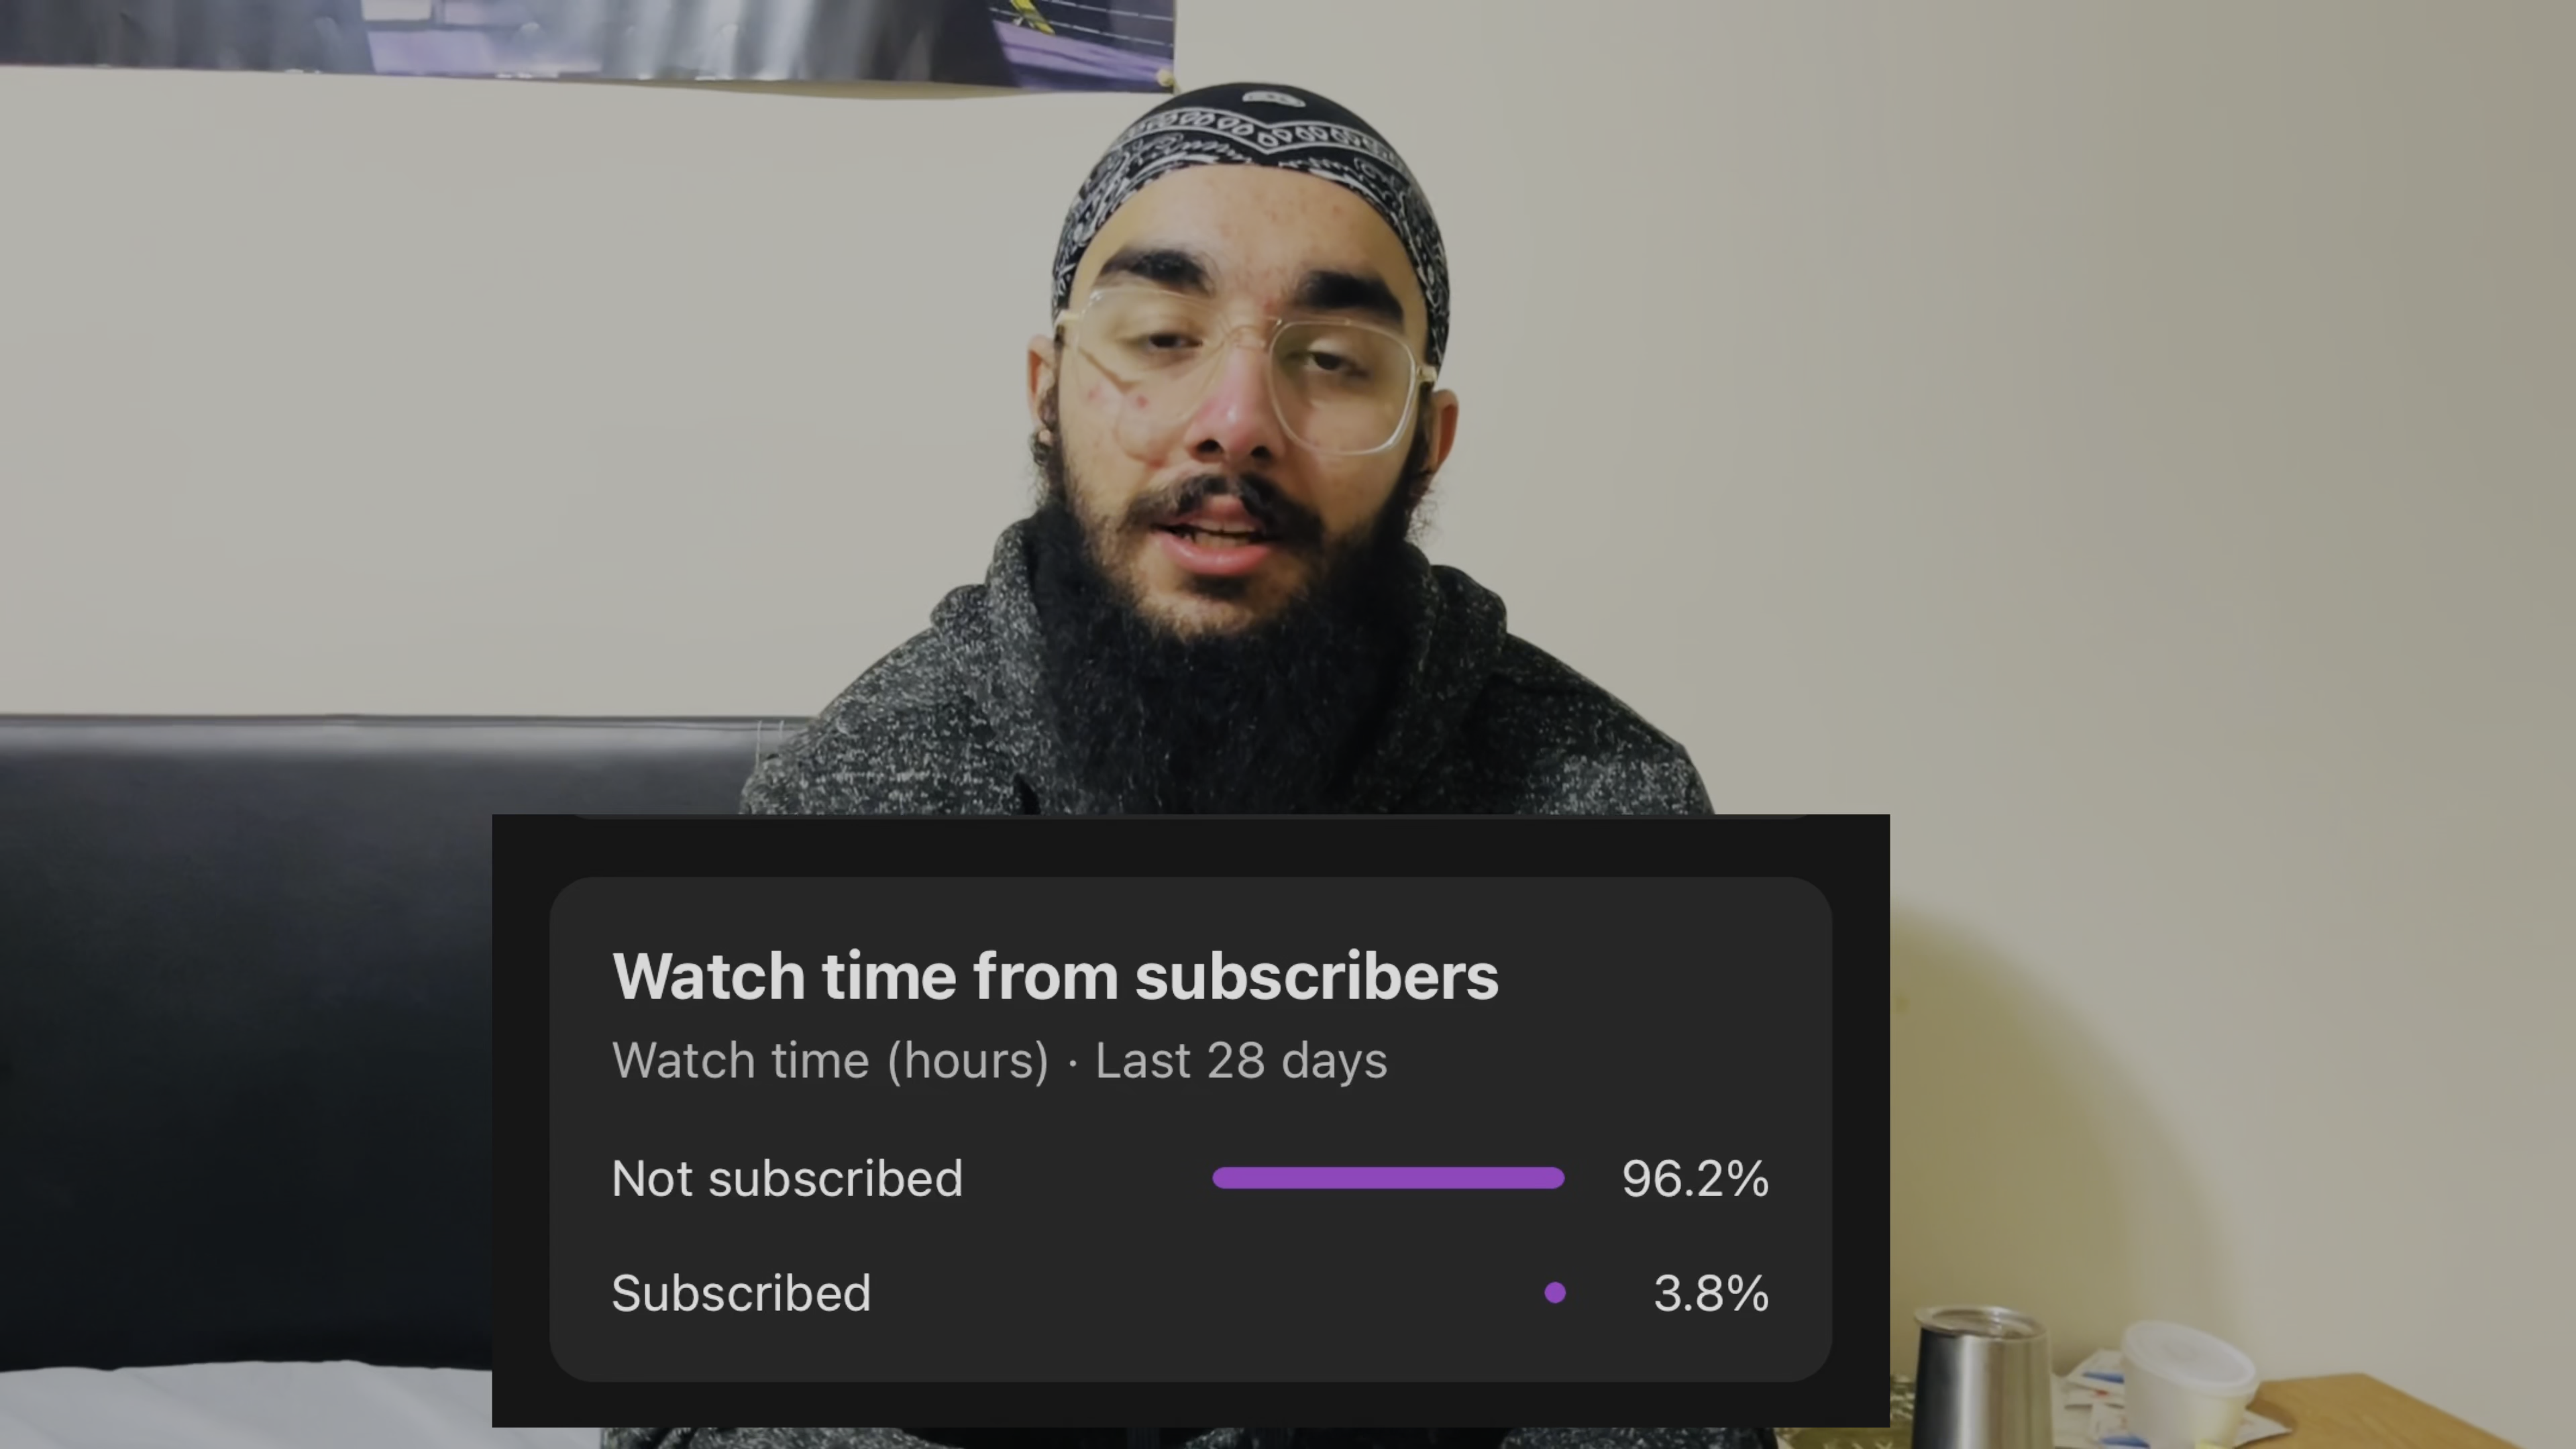 Watch time from subscribers
Watch time (hours) · Last 28 days
Not subscribed 96.2%
Subscribed 3.8%